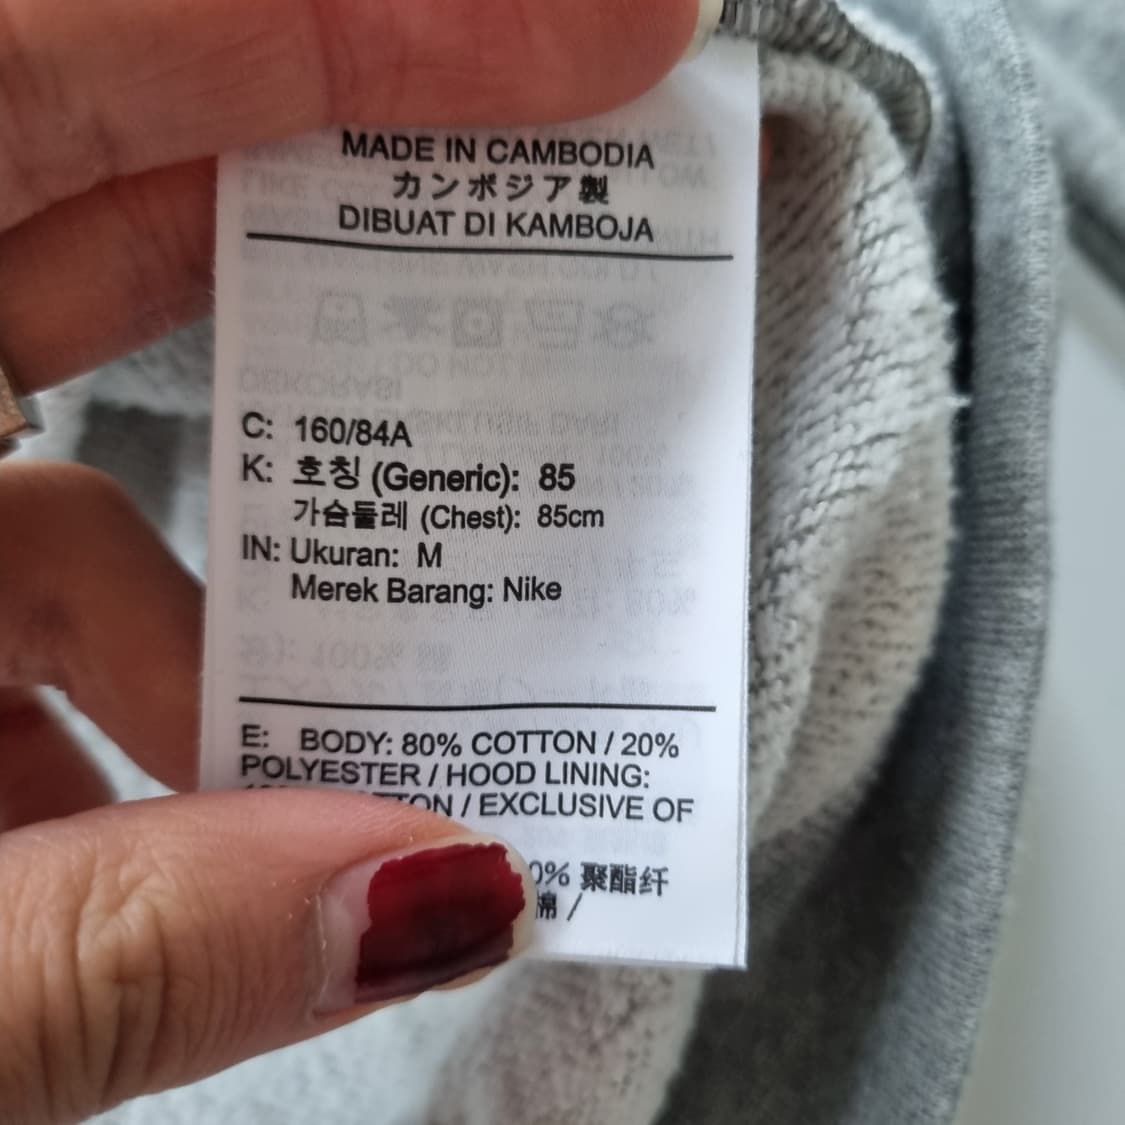 MADE IN CAMBODIA
カンボジア製
DIBUAT DI KAMBOJA
C: 160/84A
K: 호칭 (Generic): 85
가슴둘레 (Chest): 85cm
IN: Ukuran: M
Merek Barang: Nike
E: BODY: 80% COTTON / 20%
POLYESTER / HOOD LINING:
/ EXCLUSIVE OF
聚酯纤
棉 /